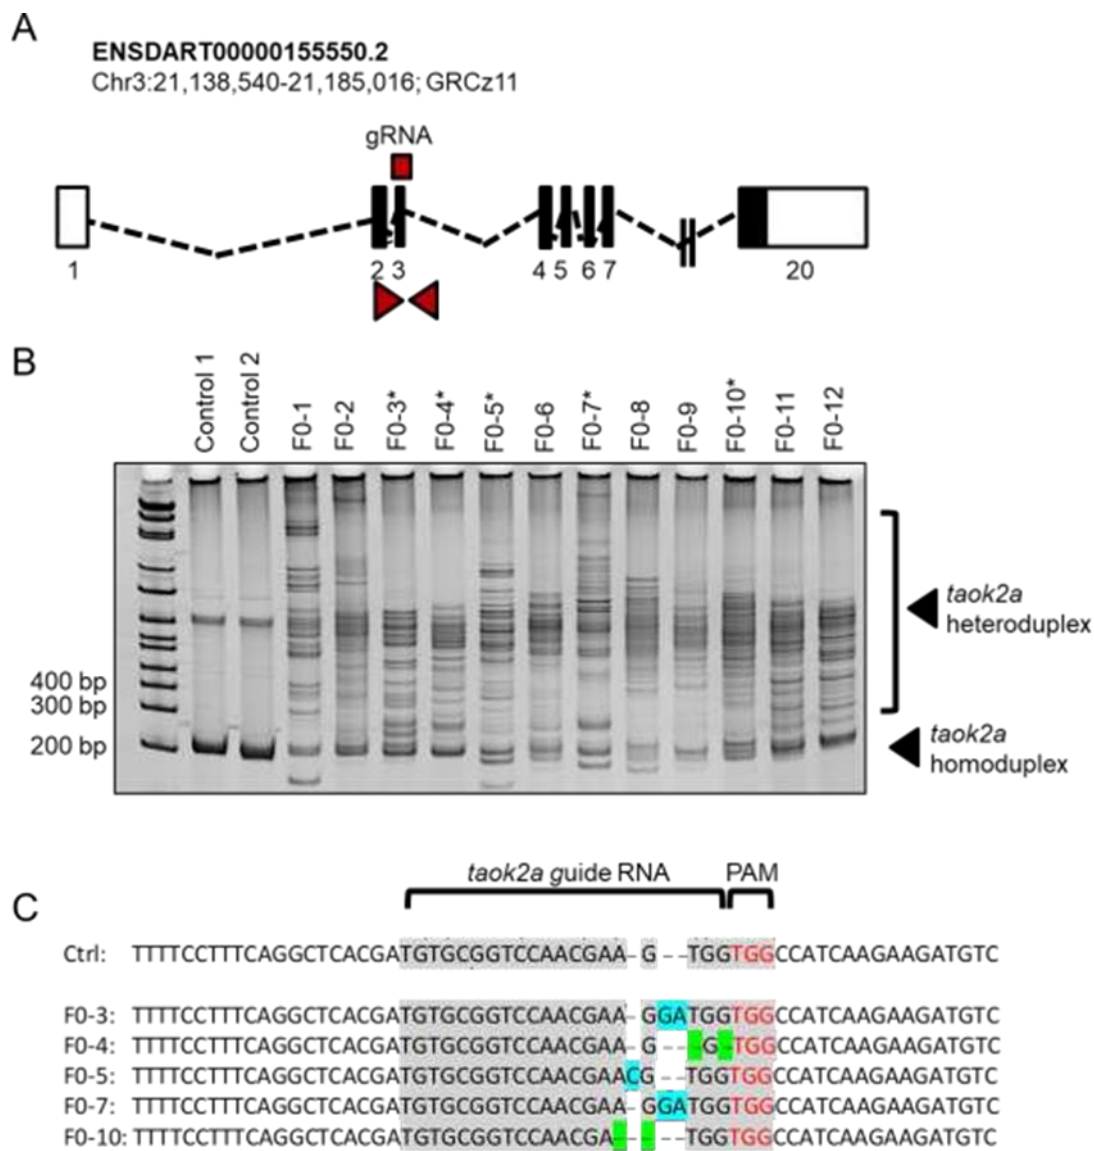 A
ENSDART00000155550.2
Chr3:21,138,540-21,185,016; GRCz11
gRNA
1 2 3 4 5 6 7 20
B
Control 1 Control 2 F0-1 F0-2 F0-3* F0-4* F0-5* F0-6 F0-7* F0-8 F0-9 F0-10* F0-11 F0-12
400 bp
300 bp
200 bp
taok2a
heteroduplex
taok2a
homoduplex
C
taok2a guide RNA PAM
Ctrl: TTTTCCTTTCAGGCTCACGATGTGCGGTCCAACGAA-G--TGGTGGCCATCAAGAAGATGTC
F0-3: TTTTCCTTTCAGGCTCACGATGTGCGGTCCAACGAA-GGATGGTGGCCATCAAGAAGATGTC
F0-4: TTTTCCTTTCAGGCTCACGATGTGCGGTCCAACGAA-G---G-TGGCCATCAAGAAGATGTC
F0-5: TTTTCCTTTCAGGCTCACGATGTGCGGTCCAACGAACG--TGGTGGCCATCAAGAAGATGTC
F0-7: TTTTCCTTTCAGGCTCACGATGTGCGGTCCAACGAA-GGATGGTGGCCATCAAGAAGATGTC
F0-10: TTTTCCTTTCAGGCTCACGATGTGCGGTCCAACGA-----TGGTGGCCATCAAGAAGATGTC